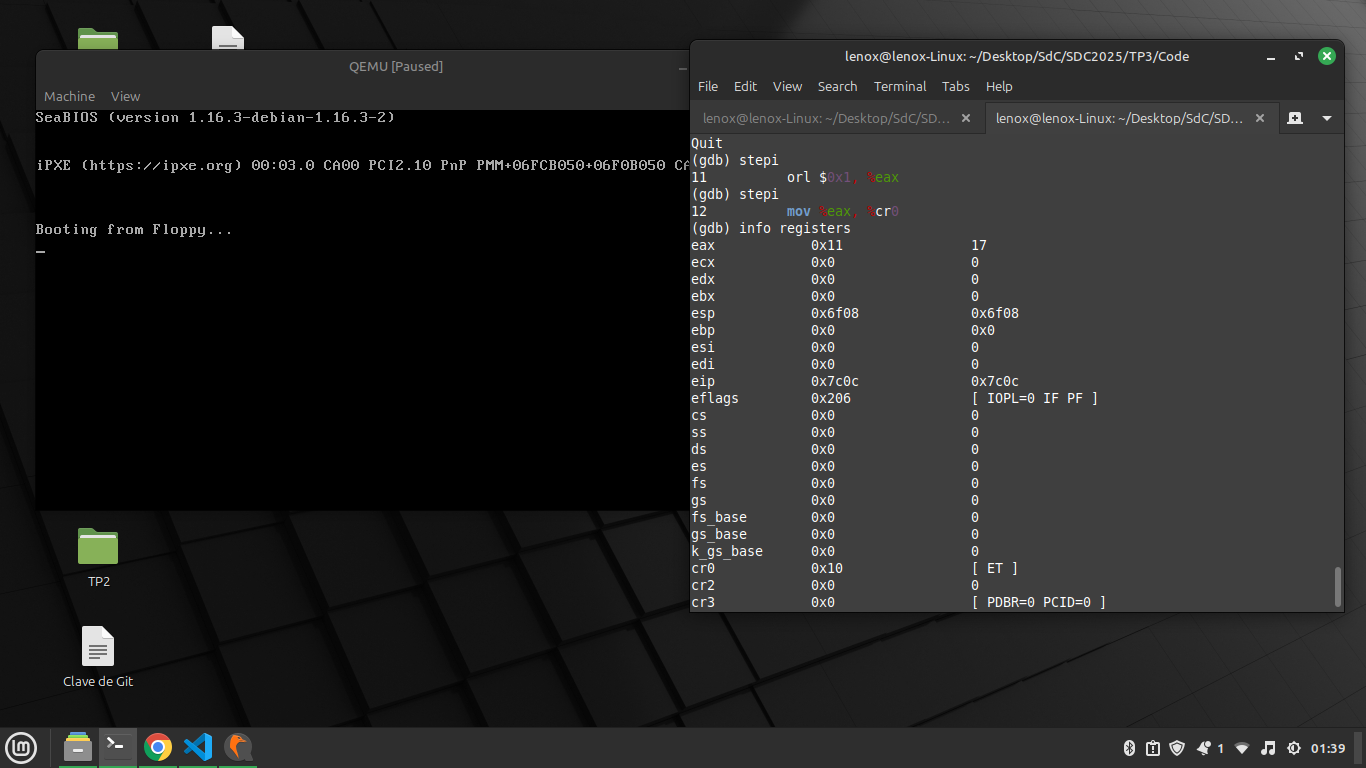 QEMU [Paused]
Machine View
SeaBIOS (version 1.16.3-debian-1.16.3-2)
iPXE (https://ipxe.org) 00:03.0 CA00 PCI2.10 PnP PMM+06FCB050+06F0B050 CA
Booting from Floppy...
lenox@lenox-Linux: ~/Desktop/SdC/SDC2025/TP3/Code
File Edit View Search Terminal Tabs Help
lenox@lenox-Linux: ~/Desktop/SdC/SD... lenox@lenox-Linux: ~/Desktop/SdC/SD...
Quit
(gdb) stepi
11 orl $0x1, %eax
(gdb) stepi
12 mov %eax, %cr0
(gdb) info registers
eax 0x11 17
ecx 0x0 0
edx 0x0 0
ebx 0x0 0
esp 0x6f08 0x6f08
ebp 0x0 0x0
esi 0x0 0
edi 0x0 0
eip 0x7c0c 0x7c0c
eflags 0x206 [ IOPL=0 IF PF ]
cs 0x0 0
ss 0x0 0
ds 0x0 0
es 0x0 0
fs 0x0 0
gs 0x0 0
fs_base 0x0 0
gs_base 0x0 0
k_gs_base 0x0 0
cr0 0x10 [ ET ]
cr2 0x0 0
cr3 0x0 [ PDBR=0 PCID=0 ]
TP2
Clave de Git
1 01:39